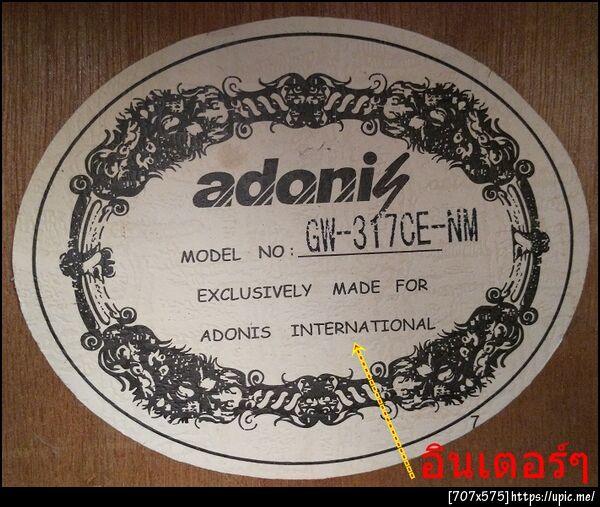 adonis
MODEL NO: GW-317CE-NM
EXCLUSIVELY MADE FOR
ADONIS INTERNATIONAL
7
อินเตอร์ๆ
[707x575]https://upic.me/